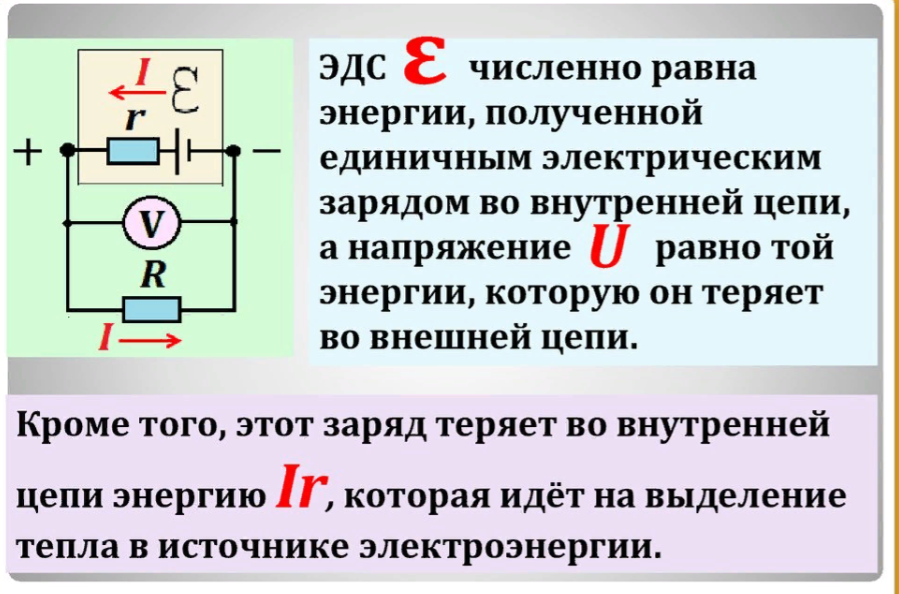 I
ℰ
r
+
−
V
R
I
ЭДС ε численно равна
энергии, полученной
единичным электрическим
зарядом во внутренней цепи,
а напряжение U равно той
энергии, которую он теряет
во внешней цепи.
Кроме того, этот заряд теряет во внутренней
цепи энергию Ir, которая идёт на выделение
тепла в источнике электроэнергии.